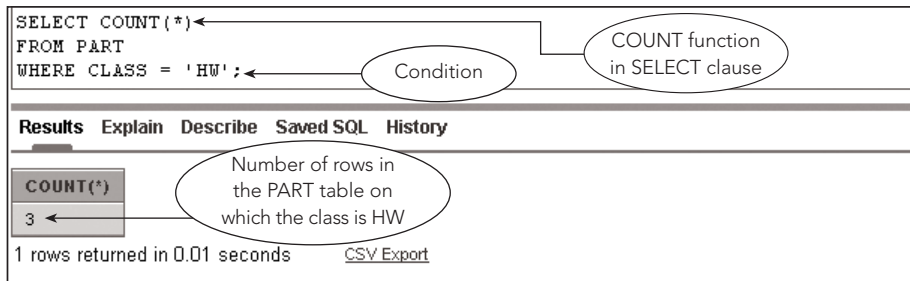 SELECT COUNT(*)
FROM PART
WHERE CLASS = 'HW';
COUNT function
in SELECT clause
Condition
Results Explain Describe Saved SQL History
Number of rows in
the PART table on
which the class is HW
COUNT(*)
3
1 rows returned in 0.01 seconds CSV Export